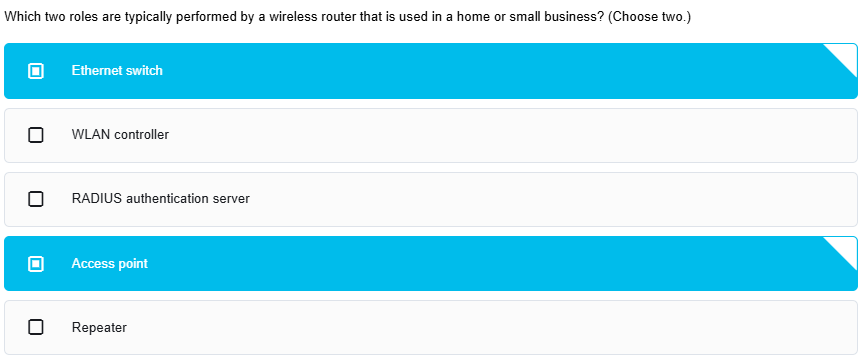 Which two roles are typically performed by a wireless router that is used in a home or small business? (Choose two.)
Ethernet switch
WLAN controller
RADIUS authentication server
Access point
Repeater